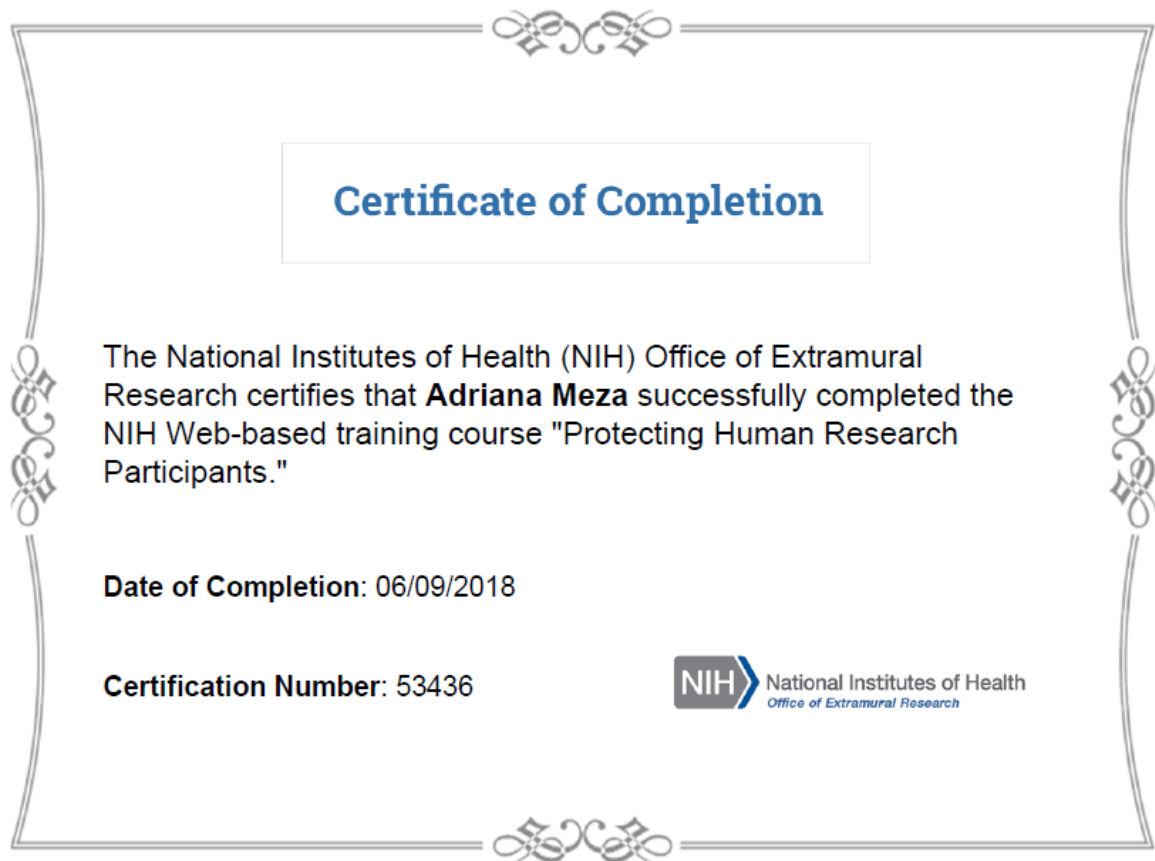 Certificate of Completion
The National Institutes of Health (NIH) Office of Extramural
Research certifies that Adriana Meza successfully completed the
NIH Web-based training course "Protecting Human Research
Participants."
Date of Completion: 06/09/2018
Certification Number: 53436
NIH National Institutes of Health
Office of Extramural Research